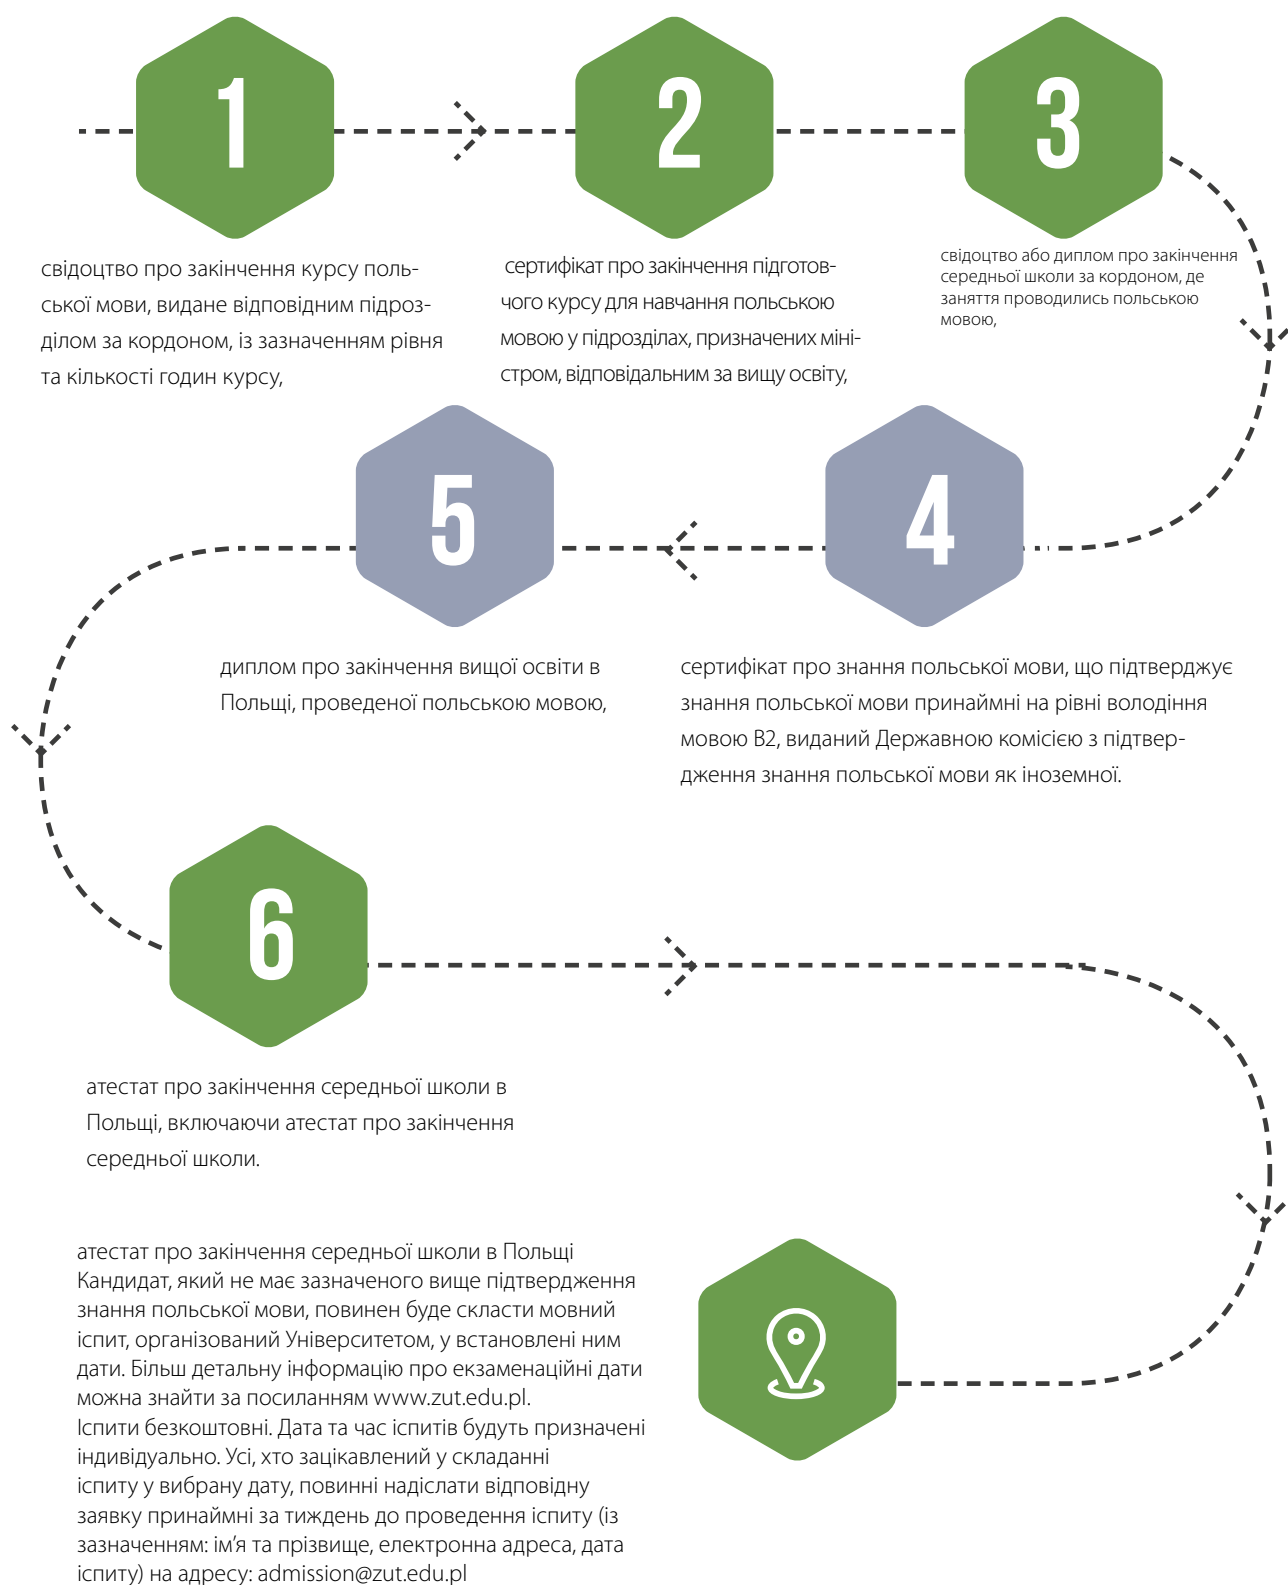 1
свідоцтво про закінчення курсу поль-
ської мови, видане відповідним підроз-
ділом за кордоном, із зазначенням рівня
та кількості годин курсу,
2
сертифікат про закінчення підготов-
чого курсу для навчання польською
мовою у підрозділах, призначених міні-
стром, відповідальним за вищу освіту,
3
свідоцтво або диплом про закінчення
середньої школи за кордоном, де
заняття проводились польською
мовою,
4
сертифікат про знання польської мови, що підтверджує
знання польської мови принаймні на рівні володіння
мовою B2, виданий Державною комісією з підтвер-
дження знання польської мови як іноземної.
5
диплом про закінчення вищої освіти в
Польщі, проведеної польською мовою,
6
атестат про закінчення середньої школи в
Польщі, включаючи атестат про закінчення
середньої школи.
атестат про закінчення середньої школи в Польщі
Кандидат, який не має зазначеного вище підтвердження
знання польської мови, повинен буде скласти мовний
іспит, організований Університетом, у встановлені ним
дати. Більш детальну інформацію про екзаменаційні дати
можна знайти за посиланням www.zut.edu.pl.
Іспити безкоштовні. Дата та час іспитів будуть призначені
індивідуально. Усі, хто зацікавлений у складанні
іспиту у вибрану дату, повинні надіслати відповідну
заявку принаймні за тиждень до проведення іспиту (із
зазначенням: ім'я та прізвище, електронна адреса, дата
іспиту) на адресу: admission@zut.edu.pl